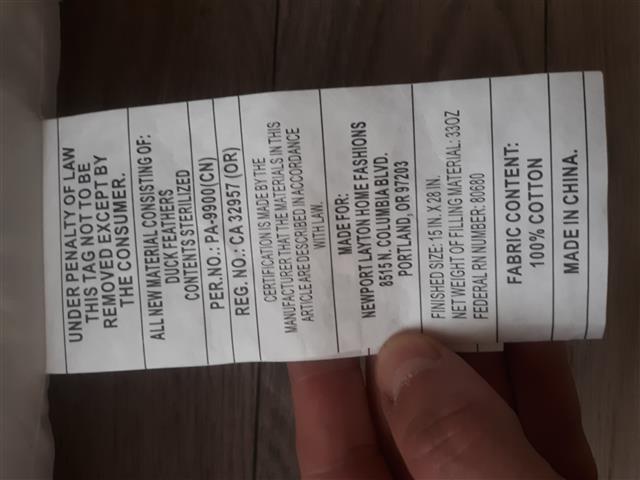 UNDER PENALTY OF LAW
THIS TAG NOT TO BE
REMOVED EXCEPT BY
THE CONSUMER.
ALL NEW MATERIAL CONSISTING OF:
DUCK FEATHERS
CONTENTS STERILIZED
PER.NO.: PA-9900(CN)
REG. NO.: CA 32957 (OR)
CERTIFICATION IS MADE BY THE
MANUFACTURER THAT THE MATERIALS IN THIS
ARTICLE ARE DESCRIBED IN ACCORDANCE
WITH LAW.
MADE FOR:
NEWPORT LAYTON HOME FASHIONS
8515 N. COLUMBIA BLVD.
PORTLAND, OR 97203
FINISHED SIZE: 15 IN. X 28 IN.
NET WEIGHT OF FILLING MATERIAL: 33OZ
FEDERAL RN NUMBER: 80680
FABRIC CONTENT:
100% COTTON
MADE IN CHINA.